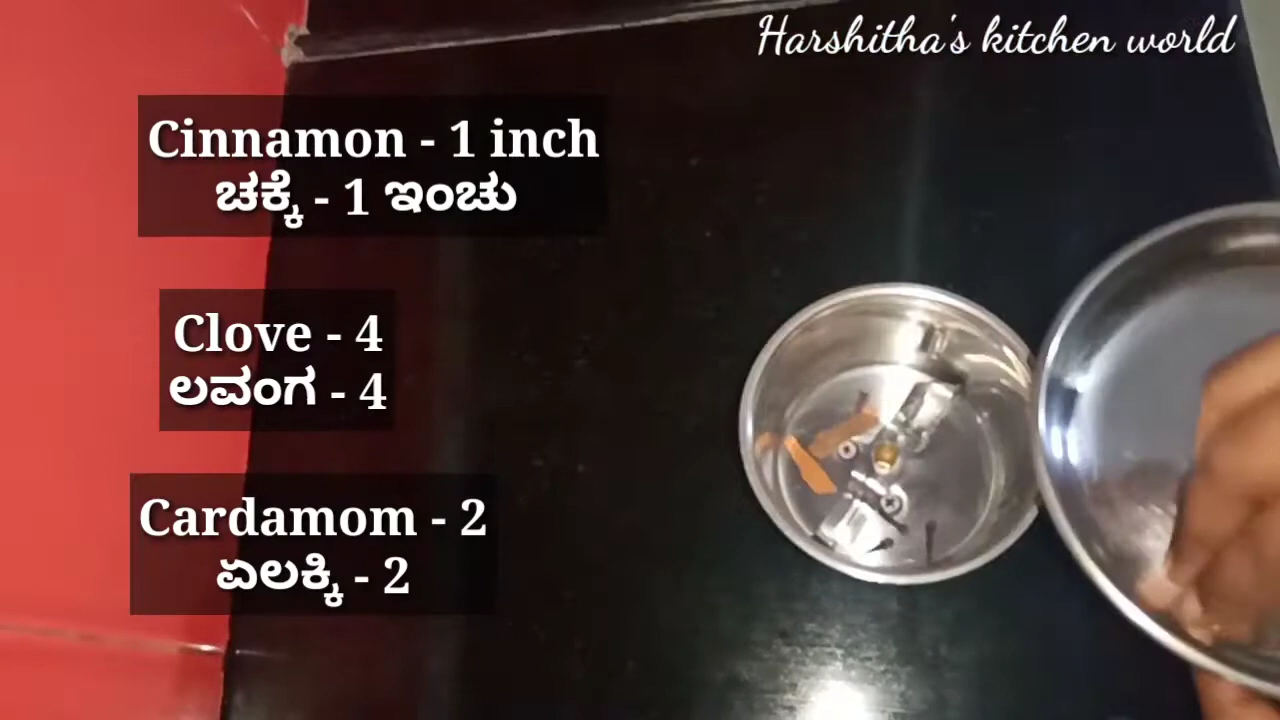 Harshitha's kitchen world
Cinnamon - 1 inch
ಚಕ್ಕೆ - 1 ಇಂಚು
Clove - 4
ಲವಂಗ - 4
Cardamom - 2
ಏಲಕ್ಕಿ - 2